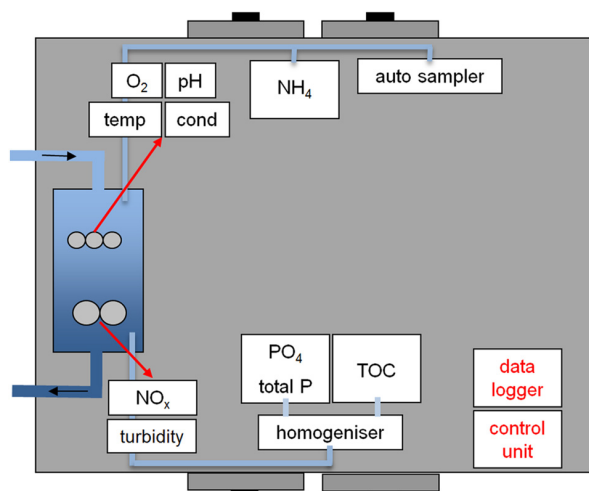 O₂
pH
temp
cond
NH₄
auto sampler
PO₄
total P
TOC
homogeniser
NOₓ
turbidity
data
logger
control
unit